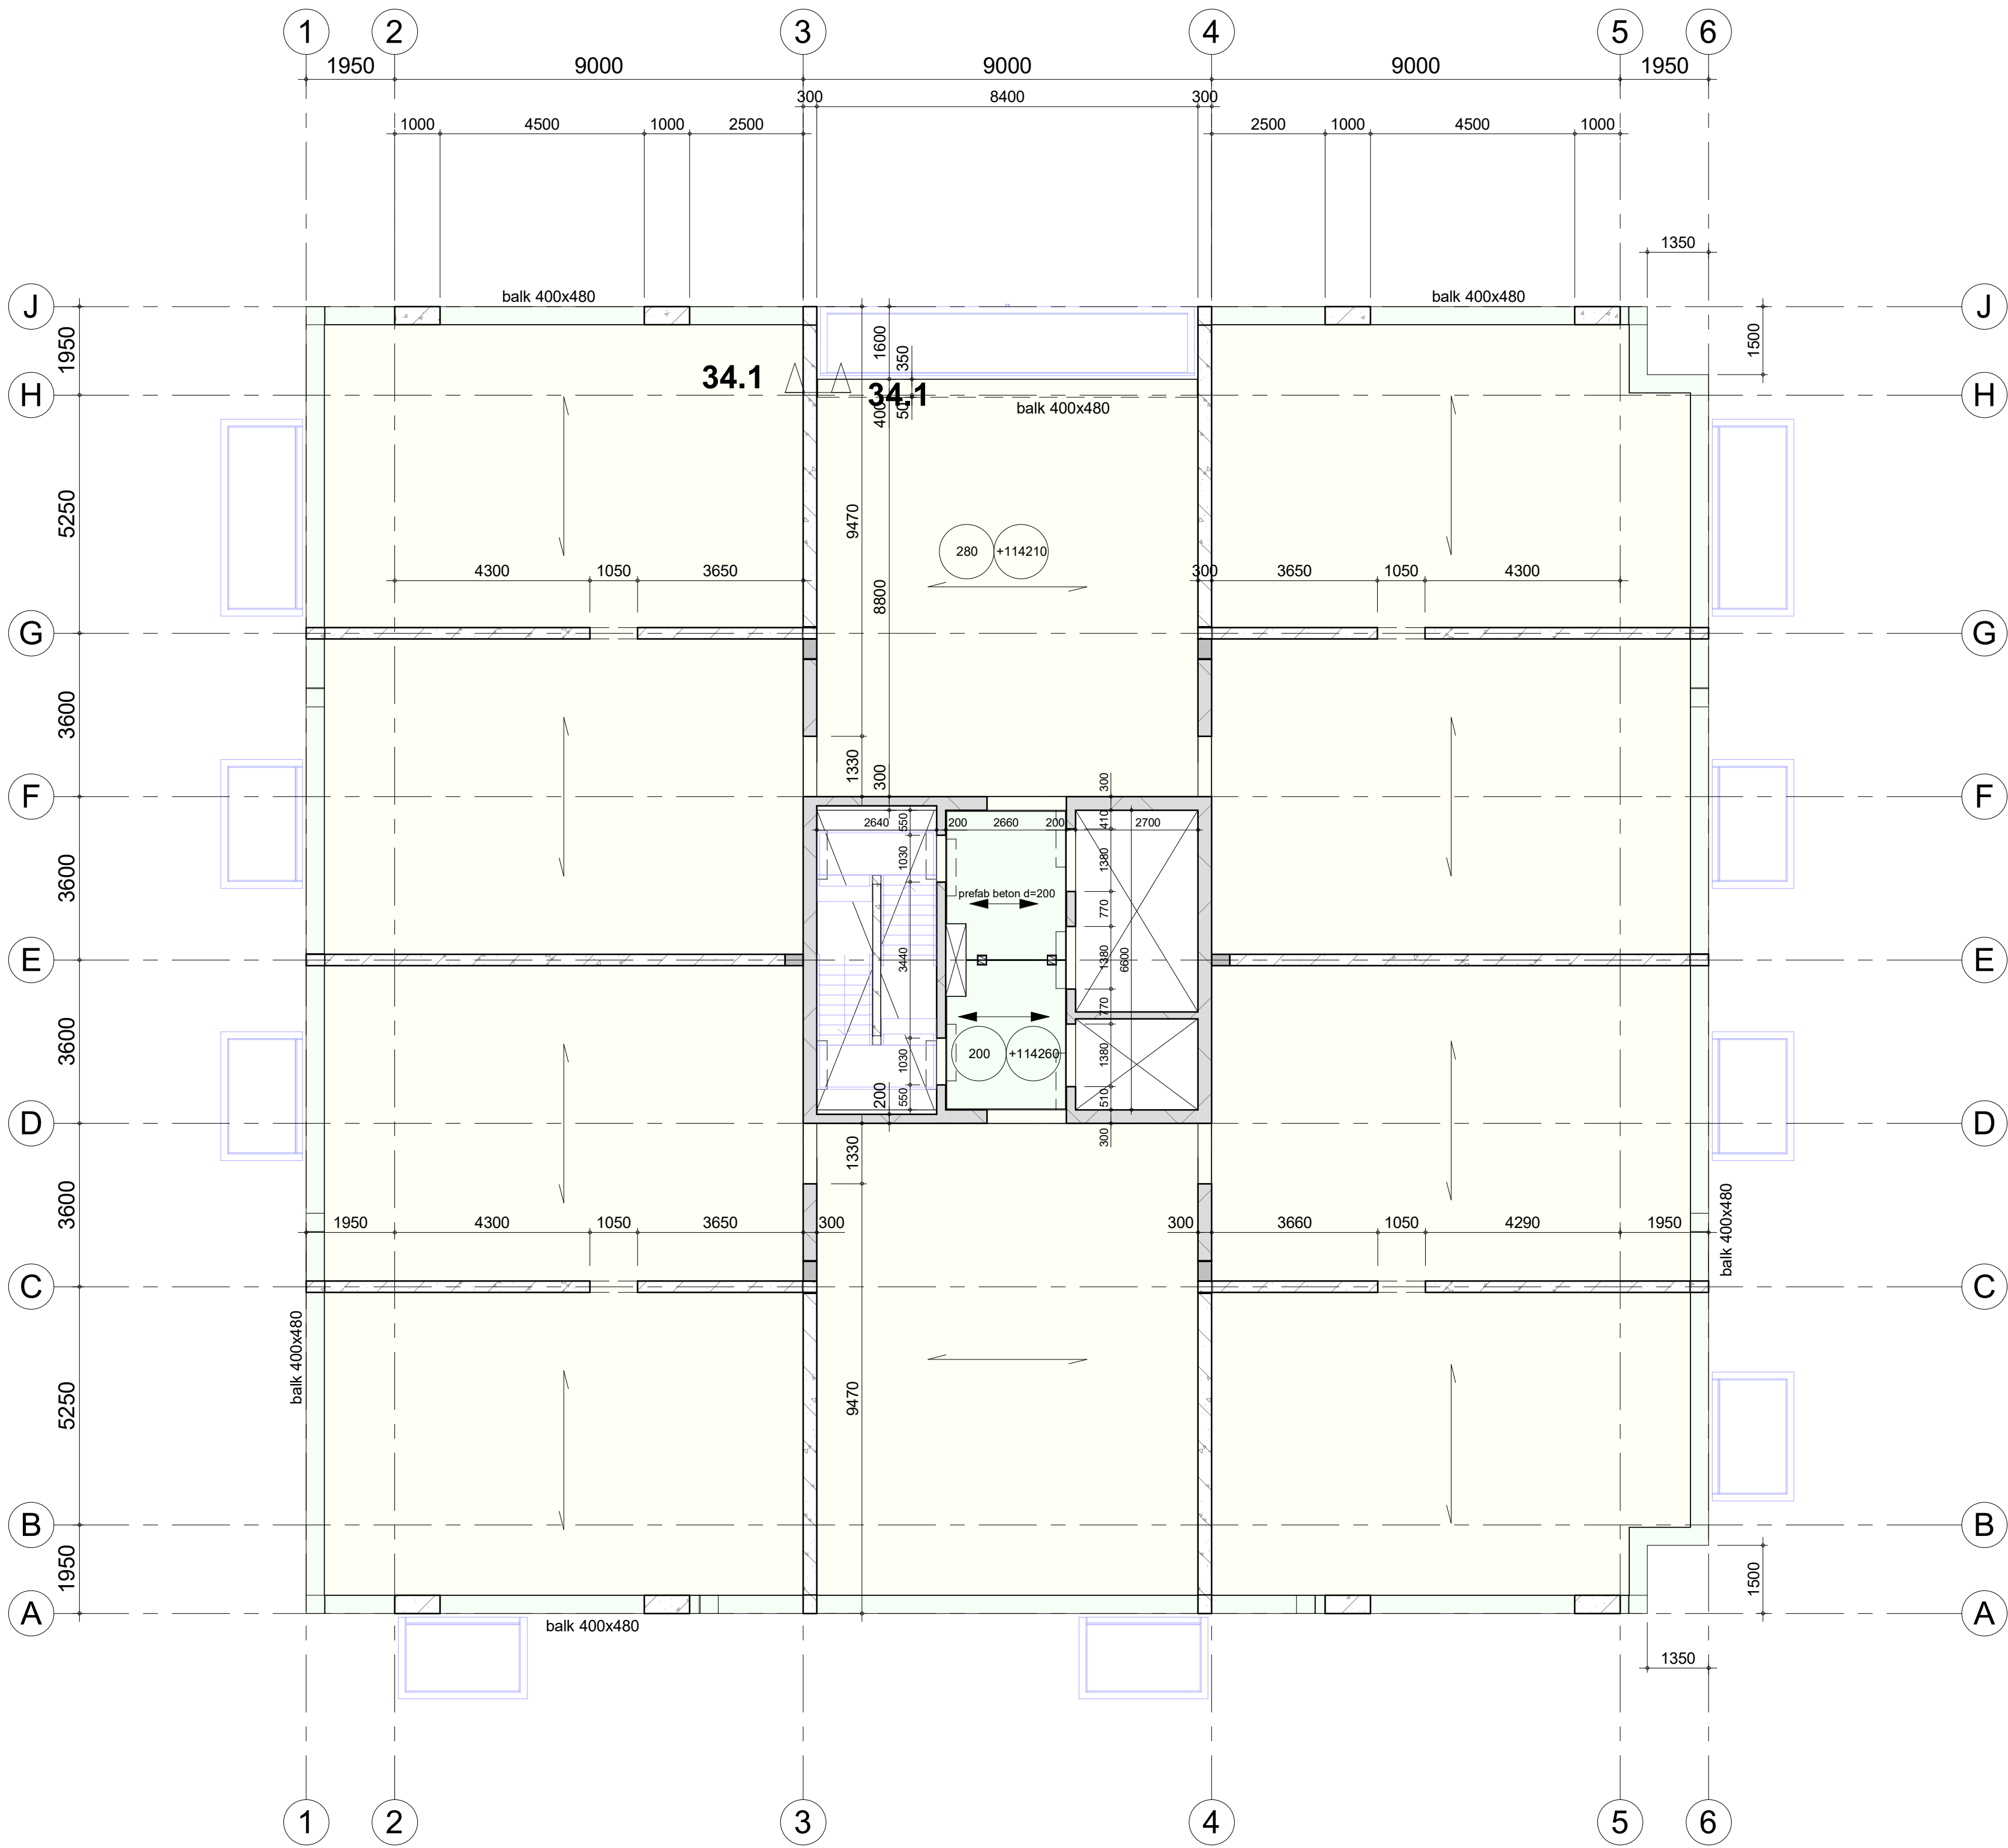 1 2 3 4 5 6
1950 9000 9000 9000 1950
300 8400 300
1000 4500 1000 2500 2500 1000 4500 1000
1350
balk 400x480 balk 400x480
J J
1950 1600 350 1500
34.1 34.1
H H
400 50 balk 400x480
5250 9470
280 +114210
4300 1050 3650 300 3650 1050 4300
8800
G G
3600
1330 300 300
F F
2640 550 200 2660 200 410 2700
3600 1030 1380
prefab beton d=200
770
E E
3440 1380 6600
770
3600 1030 200 +114260 1380
200 550 510
D D
300
1330
3600
balk 400x480
1950 4300 1050 3650 300 300 3660 1050 4290 1950
C C
balk 400x480
5250 9470
B B
1950 1500
A A
balk 400x480
1350
1 2 3 4 5 6